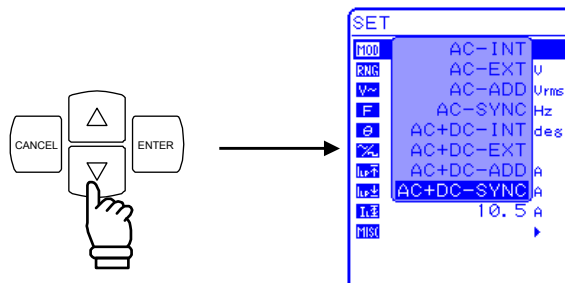 CANCEL
ENTER
SET
MOD AC-INT
RNG AC-EXT V
V~ AC-ADD Vrms
F AC-SYNC Hz
θ AC+DC-INT deg
AC+DC-EXT
AC+DC-ADD A
AC+DC-SYNC A
10.5 A
MISC